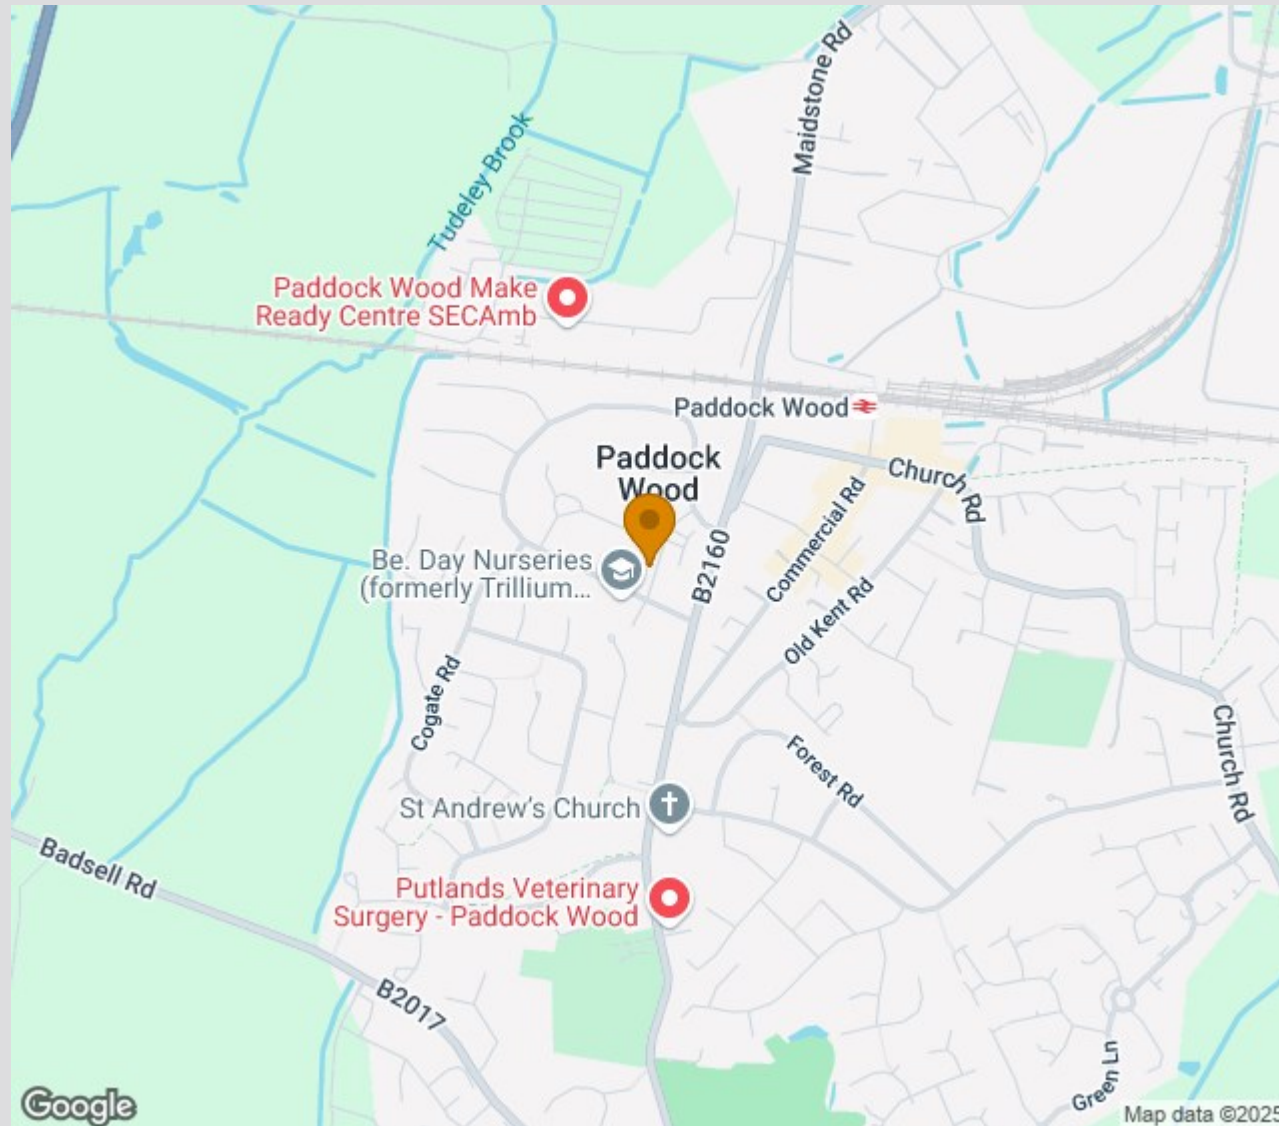 Maidstone Rd
Tudeley Brook
Paddock Wood Make
Ready Centre SECAmb
Paddock Wood
Paddock
Wood
Church Rd
Commercial Rd
B2160
Be. Day Nurseries
(formerly Trillium...
Old Kent Rd
Cogate Rd
Forest Rd
Church Rd
St Andrew's Church
Badsell Rd
Putlands Veterinary
Surgery - Paddock Wood
B2017
Green Ln
Google
Map data ©2025